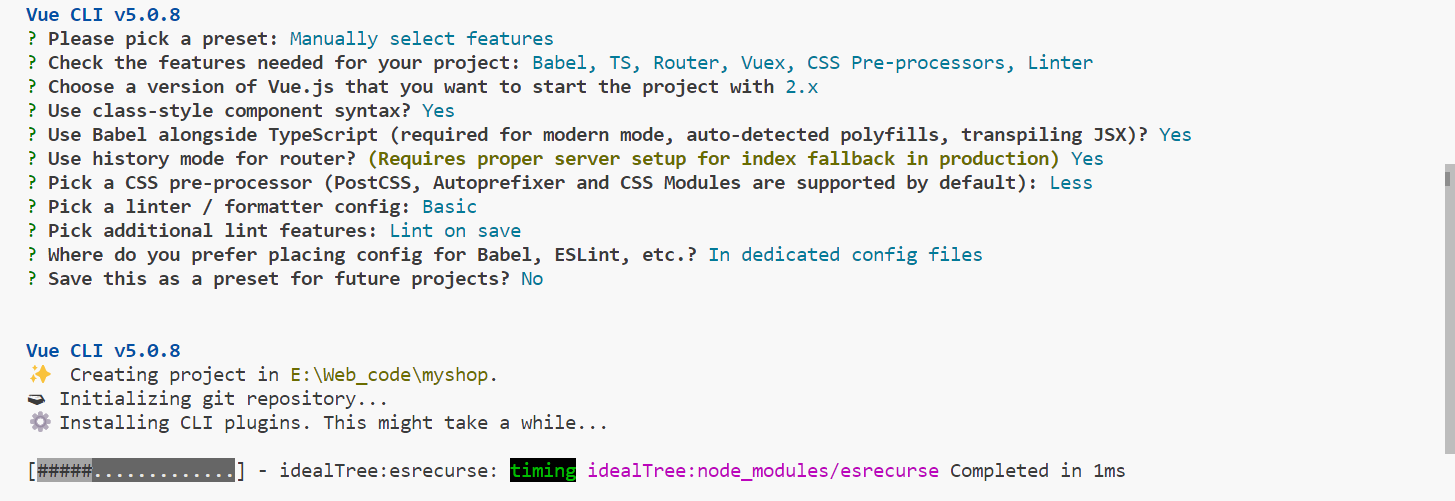 Vue CLI v5.0.8
? Please pick a preset: Manually select features
? Check the features needed for your project: Babel, TS, Router, Vuex, CSS Pre-processors, Linter
? Choose a version of Vue.js that you want to start the project with 2.x
? Use class-style component syntax? Yes
? Use Babel alongside TypeScript (required for modern mode, auto-detected polyfills, transpiling JSX)? Yes
? Use history mode for router? (Requires proper server setup for index fallback in production) Yes
? Pick a CSS pre-processor (PostCSS, Autoprefixer and CSS Modules are supported by default): Less
? Pick a linter / formatter config: Basic
? Pick additional lint features: Lint on save
? Where do you prefer placing config for Babel, ESLint, etc.? In dedicated config files
? Save this as a preset for future projects? No
Vue CLI v5.0.8
✨ Creating project in E:\Web_code\myshop.
🗃 Initializing git repository...
⚙ Installing CLI plugins. This might take a while...
[#####.............] - idealTree:esrecurse: timing idealTree:node_modules/esrecurse Completed in 1ms